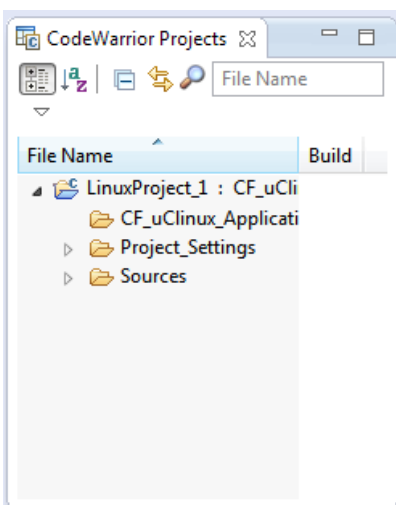 CodeWarrior Projects
File Name
File Name Build
LinuxProject_1 : CF_uCli
CF_uClinux_Applicati
Project_Settings
Sources